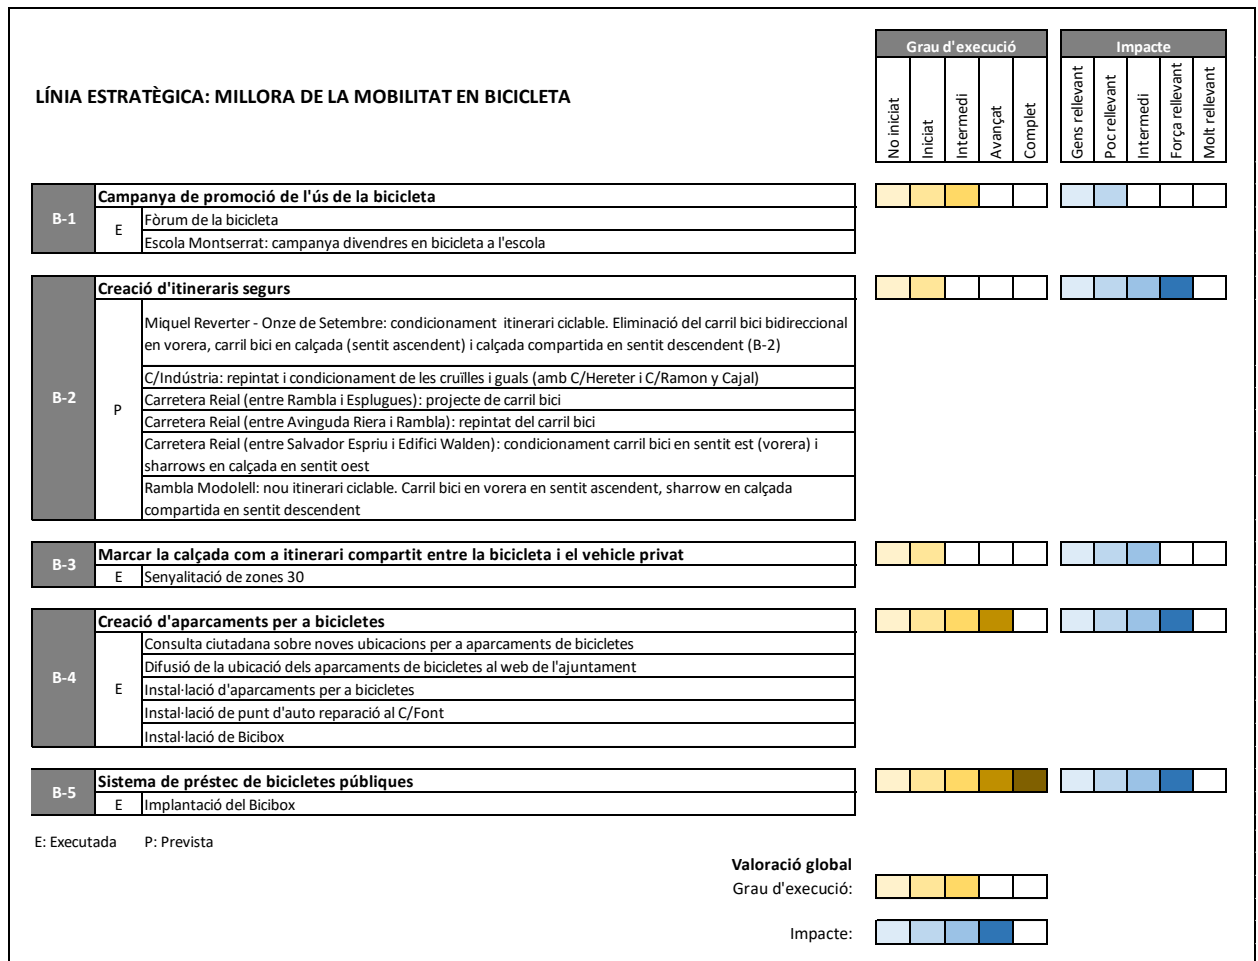 Grau d'execució
Impacte
LÍNIA ESTRATÈGICA: MILLORA DE LA MOBILITAT EN BICICLETA
No iniciat
Iniciat
Intermedi
Avançat
Complet
Gens rellevant
Poc rellevant
Intermedi
Força rellevant
Molt rellevant
B-1
Campanya de promoció de l'ús de la bicicleta
E
Fòrum de la bicicleta
Escola Montserrat: campanya divendres en bicicleta a l'escola
B-2
Creació d'itineraris segurs
P
Miquel Reverter - Onze de Setembre: condicionament itinerari ciclable. Eliminació del carril bici bidireccional
en vorera, carril bici en calçada (sentit ascendent) i calçada compartida en sentit descendent (B-2)
C/Indústria: repintat i condicionament de les cruïlles i guals (amb C/Hereter i C/Ramon y Cajal)
Carretera Reial (entre Rambla i Esplugues): projecte de carril bici
Carretera Reial (entre Avinguda Riera i Rambla): repintat del carril bici
Carretera Reial (entre Salvador Espriu i Edifici Walden): condicionament carril bici en sentit est (vorera) i
sharrows en calçada en sentit oest
Rambla Modolell: nou itinerari ciclable. Carril bici en vorera en sentit ascendent, sharrow en calçada
compartida en sentit descendent
B-3
Marcar la calçada com a itinerari compartit entre la bicicleta i el vehicle privat
E
Senyalitació de zones 30
B-4
Creació d'aparcaments per a bicicletes
E
Consulta ciutadana sobre noves ubicacions per a aparcaments de bicicletes
Difusió de la ubicació dels aparcaments de bicicletes al web de l'ajuntament
Instal·lació d'aparcaments per a bicicletes
Instal·lació de punt d'auto reparació al C/Font
Instal·lació de Bicibox
B-5
Sistema de préstec de bicicletes públiques
E
Implantació del Bicibox
E: Executada P: Prevista
Valoració global
Grau d'execució:
Impacte: